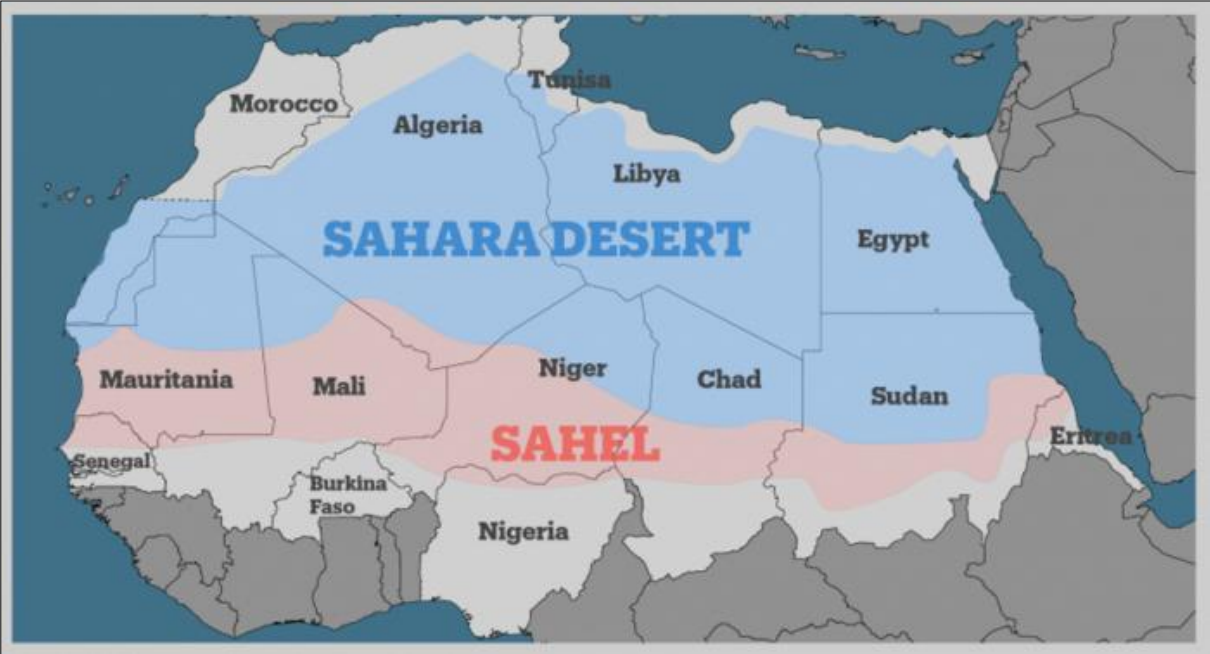 Tunisa
Morocco
Algeria
Libya
SAHARA DESERT
Egypt
Mauritania
Mali
Niger
Chad
Sudan
SAHEL
Eritrea
Senegal
Burkina
Faso
Nigeria